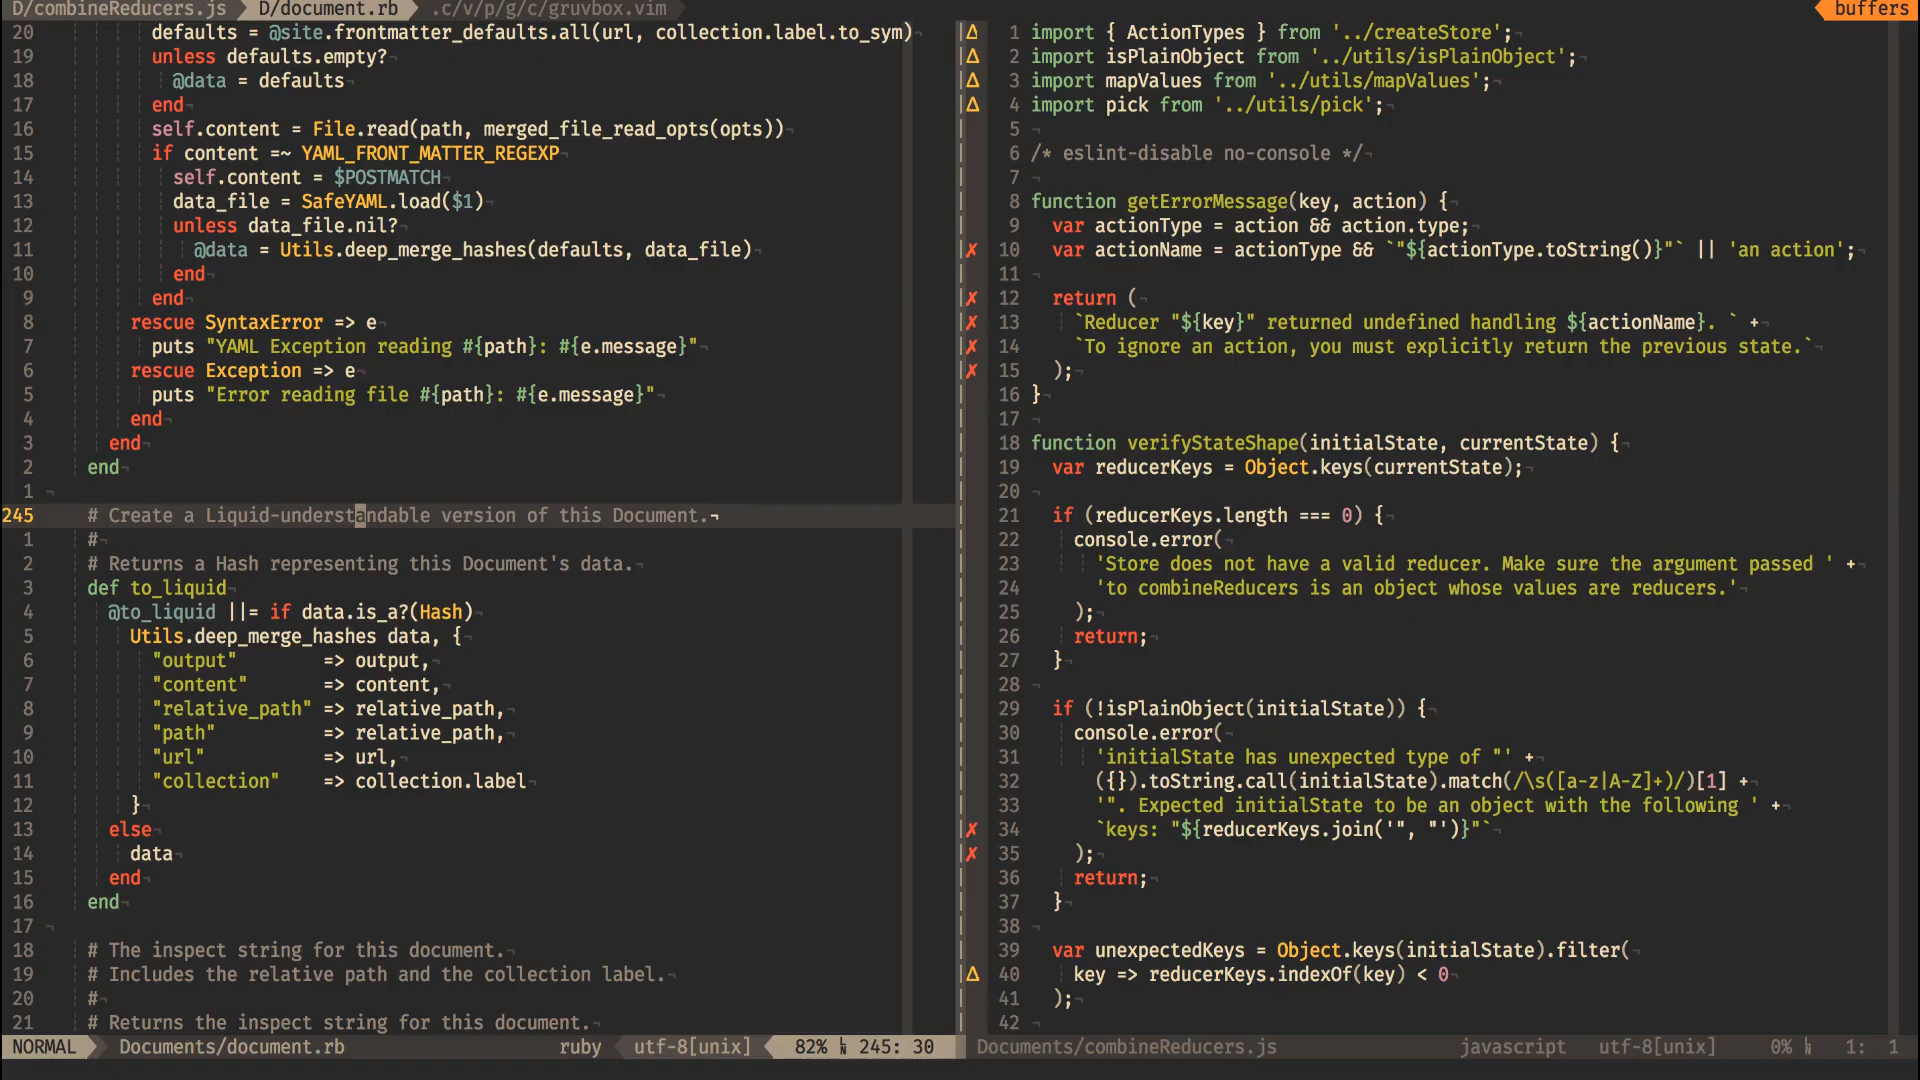 D/combineReducers.js D/document.rb .c/v/p/g/c/gruvbox.vim buffers
20 defaults = @site.frontmatter_defaults.all(url, collection.label.to_sym)
19 unless defaults.empty?¬
18 @data = defaults
17 end¬
16 self.content = File.read(path, merged_file_read_opts(opts))¬
15 if content =~ YAML_FRONT_MATTER_REGEXP¬
14 self.content = $POSTMATCH
13 data_file = SafeYAML.load($1)¬
12 unless data_file.nil?¬
11 @data = Utils.deep_merge_hashes(defaults, data_file)¬
10 end¬
9 end¬
8 rescue SyntaxError => e
7 puts "YAML Exception reading #{path}: #{e.message}"¬
6 rescue Exception => e
5 puts "Error reading file #{path}: #{e.message}"¬
4 end¬
3 end¬
2 end¬
1 ¬
245 # Create a Liquid-understandable version of this Document.¬
1 #¬
2 # Returns a Hash representing this Document's data.¬
3 def to_liquid
4 @to_liquid ||= if data.is_a?(Hash)¬
5 Utils.deep_merge_hashes data, {¬
6 "output" => output,¬
7 "content" => content,¬
8 "relative_path" => relative_path,¬
9 "path" => relative_path,¬
10 "url" => url,¬
11 "collection" => collection.label¬
12 }¬
13 else¬
14 data¬
15 end¬
16 end¬
17 ¬
18 # The inspect string for this document.¬
19 # Includes the relative path and the collection label.¬
20 #¬
21 # Returns the inspect string for this document.¬
NORMAL Documents/document.rb ruby utf-8[unix] 82% 245: 30
Δ 1 import { ActionTypes } from '../createStore';¬
Δ 2 import isPlainObject from '../utils/isPlainObject';¬
Δ 3 import mapValues from '../utils/mapValues';¬
Δ 4 import pick from '../utils/pick';¬
5 ¬
6 /* eslint-disable no-console */¬
7 ¬
8 function getErrorMessage(key, action) {¬
9 var actionType = action && action.type;¬
✗ 10 var actionName = actionType && `"${actionType.toString()}"` || 'an action';¬
11 ¬
✗ 12 return (¬
✗ 13 `Reducer "${key}" returned undefined handling ${actionName}. ` +¬
✗ 14 `To ignore an action, you must explicitly return the previous state.`¬
✗ 15 );¬
16 }¬
17 ¬
18 function verifyStateShape(initialState, currentState) {¬
19 var reducerKeys = Object.keys(currentState);¬
20 ¬
21 if (reducerKeys.length === 0) {¬
22 console.error(¬
23 'Store does not have a valid reducer. Make sure the argument passed ' +¬
24 'to combineReducers is an object whose values are reducers.'¬
25 );¬
26 return;¬
27 }¬
28 ¬
29 if (!isPlainObject(initialState)) {¬
30 console.error(¬
31 'initialState has unexpected type of "' +¬
32 ({}).toString.call(initialState).match(/\s([a-z|A-Z]+)/)[1] +¬
33 '". Expected initialState to be an object with the following ' +¬
✗ 34 `keys: "${reducerKeys.join('", "')}"`¬
✗ 35 );¬
36 return;¬
37 }¬
38 ¬
39 var unexpectedKeys = Object.keys(initialState).filter(¬
Δ 40 key => reducerKeys.indexOf(key) < 0¬
41 );¬
42 ¬
Documents/combineReducers.js javascript utf-8[unix] 0% 1: 1